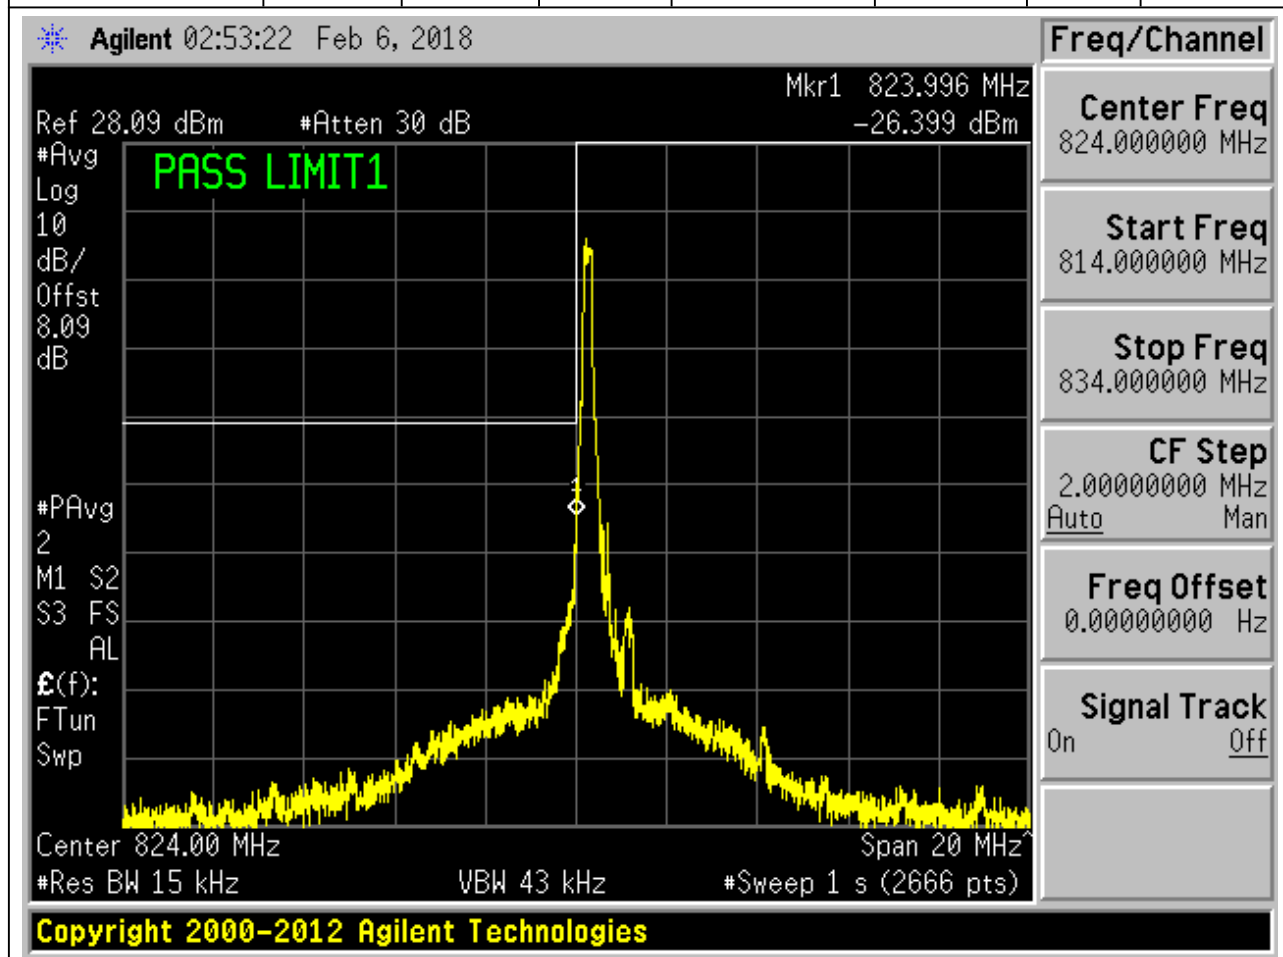 Agilent 02:53:22 Feb 6, 2018
Freq/Channel
Mkr1 823.996 MHz
Ref 28.09 dBm #Atten 30 dB -26.399 dBm
#Avg
Log
10
dB/
Offst
8.09
dB
PASS LIMIT1
1
#PAvg
2
M1 S2
S3 FS
AL
£(f):
FTun
Swp
Center 824.00 MHz Span 20 MHz^
#Res BW 15 kHz VBW 43 kHz #Sweep 1 s (2666 pts)
Copyright 2000-2012 Agilent Technologies
Center Freq
824.000000 MHz
Start Freq
814.000000 MHz
Stop Freq
834.000000 MHz
CF Step
2.00000000 MHz
Auto Man
Freq Offset
0.00000000 Hz
Signal Track
On Off